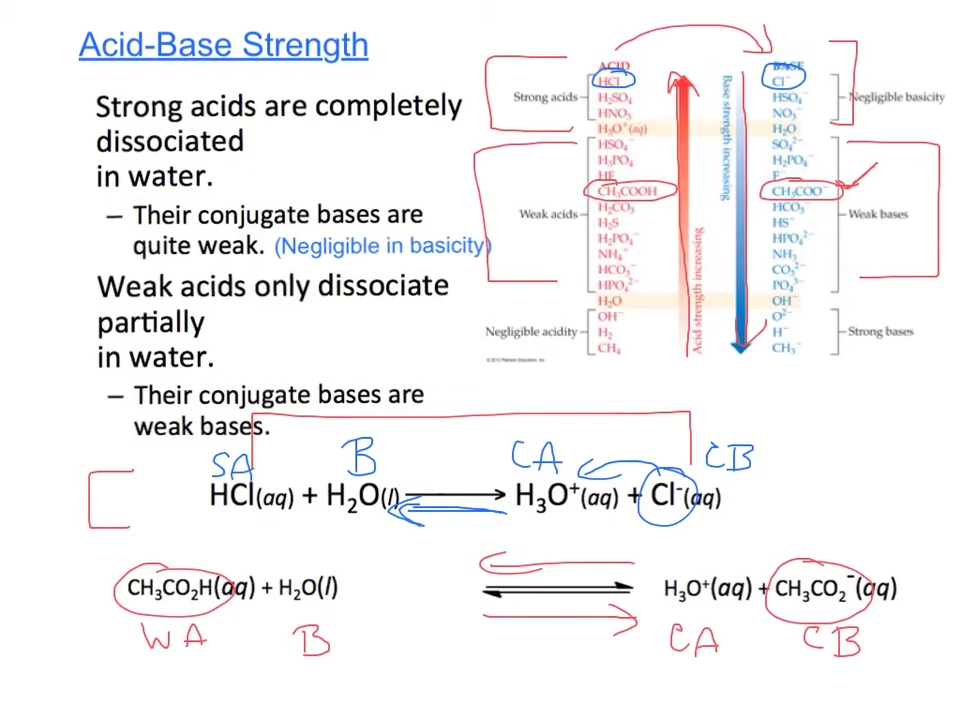 Acid-Base Strength
Strong acids are completely
dissociated
in water.
– Their conjugate bases are
quite weak. (Negligible in basicity)
Weak acids only dissociate
partially
in water.
– Their conjugate bases are
weak bases.
ACID BASE
HCl Cl⁻
Strong acids H₂SO₄ HSO₄⁻ Negligible basicity
HNO₃ NO₃⁻
H₃O⁺(aq) H₂O
HSO₄⁻ SO₄²⁻
H₃PO₄ H₂PO₄⁻
HF F⁻
CH₃COOH CH₃COO⁻
H₂CO₃ HCO₃⁻
Weak acids H₂S HS⁻ Weak bases
H₂PO₄⁻ HPO₄²⁻
NH₄⁺ NH₃
HCO₃⁻ CO₃²⁻
HPO₄²⁻ PO₄³⁻
H₂O OH⁻
OH⁻ O²⁻
Negligible acidity H₂ H⁻ Strong bases
CH₄ CH₃⁻
Acid strength increasing
Base strength increasing
© 2012 Pearson Education, Inc.
SA B CA CB
HCl(aq) + H₂O(l) ⟶ H₃O⁺(aq) + Cl⁻(aq)
CH₃CO₂H(aq) + H₂O(l) ⇌ H₃O⁺(aq) + CH₃CO₂⁻(aq)
WA B CA CB